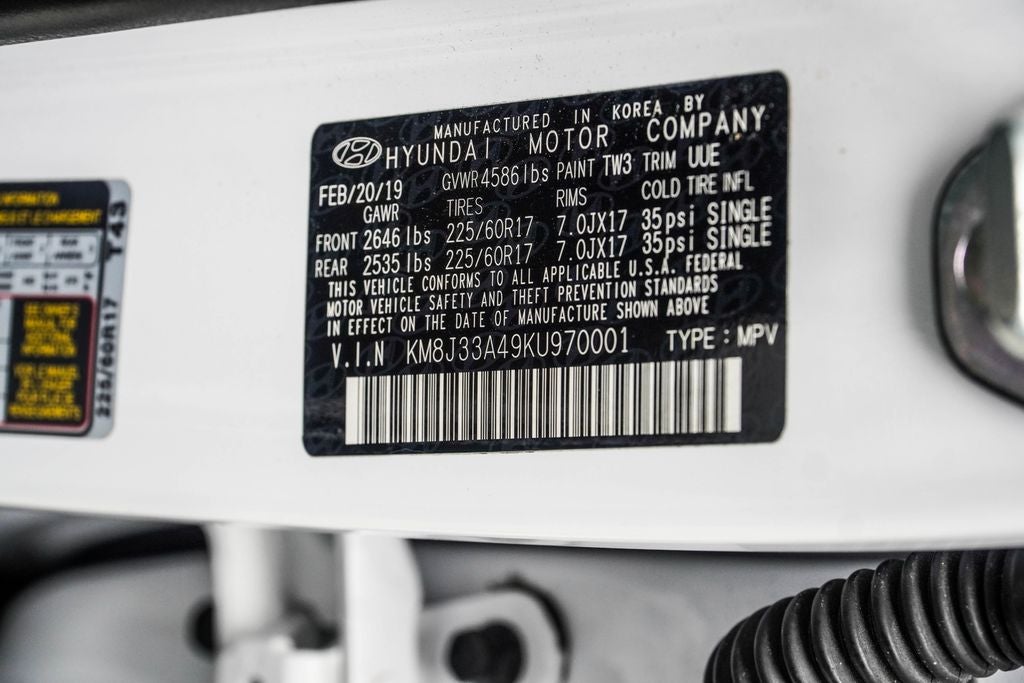 MANUFACTURED IN KOREA BY
HYUNDAI MOTOR COMPANY
FEB/20/19 GVWR 4586lbs PAINT TW3 TRIM UUE
GAWR TIRES RIMS COLD TIRE INFL
FRONT 2646 lbs 225/60R17 7.0JX17 35psi SINGLE
REAR 2535 lbs 225/60R17 7.0JX17 35psi SINGLE
THIS VEHICLE CONFORMS TO ALL APPLICABLE U.S.A. FEDERAL
MOTOR VEHICLE SAFETY AND THEFT PREVENTION STANDARDS
IN EFFECT ON THE DATE OF MANUFACTURE SHOWN ABOVE
V.I.N KM8J33A49KU970001 TYPE : MPV
INFORMATION
T43
225/60R17